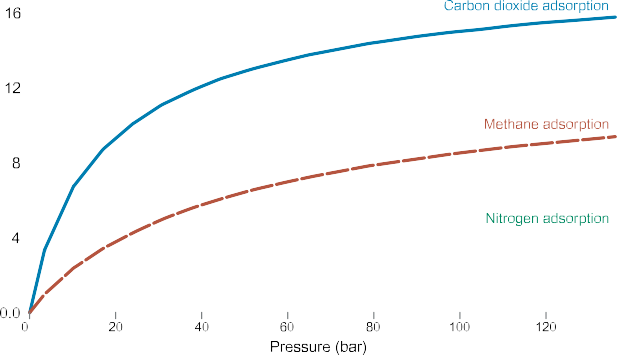 16
Carbon dioxide adsorption
12
Methane adsorption
8
Nitrogen adsorption
4
0.0
0 20 40 60 80 100 120
Pressure (bar)